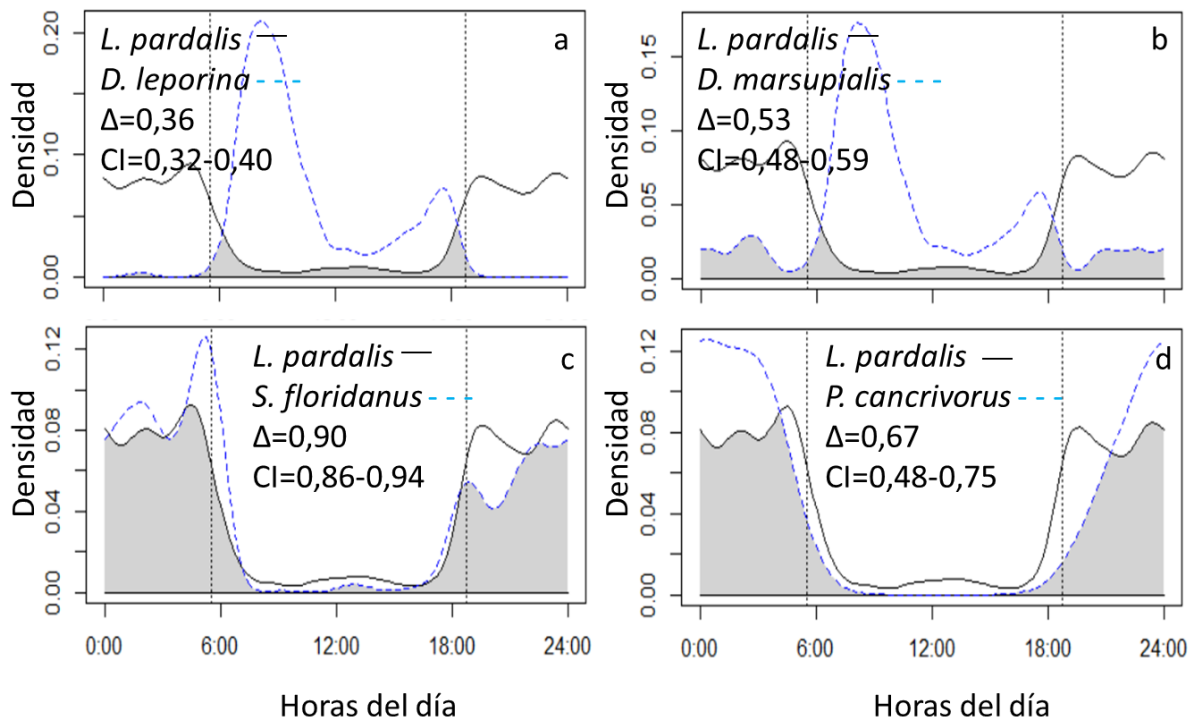 a
L. pardalis
D. leporina
Δ=0,36
CI=0,32-0,40
Densidad
0.20
0.10
0.00
b
L. pardalis
D. marsupialis
Δ=0,53
CI=0,48-0,59
Densidad
0.15
0.10
0.05
0.00
c
L. pardalis
S. floridanus
Δ=0,90
CI=0,86-0,94
Densidad
0.12
0.08
0.04
0.00
0:00 6:00 12:00 18:00 24:00
Horas del día
d
L. pardalis
P. cancrivorus
Δ=0,67
CI=0,48-0,75
Densidad
0.12
0.08
0.04
0.00
0:00 6:00 12:00 18:00 24:00
Horas del día